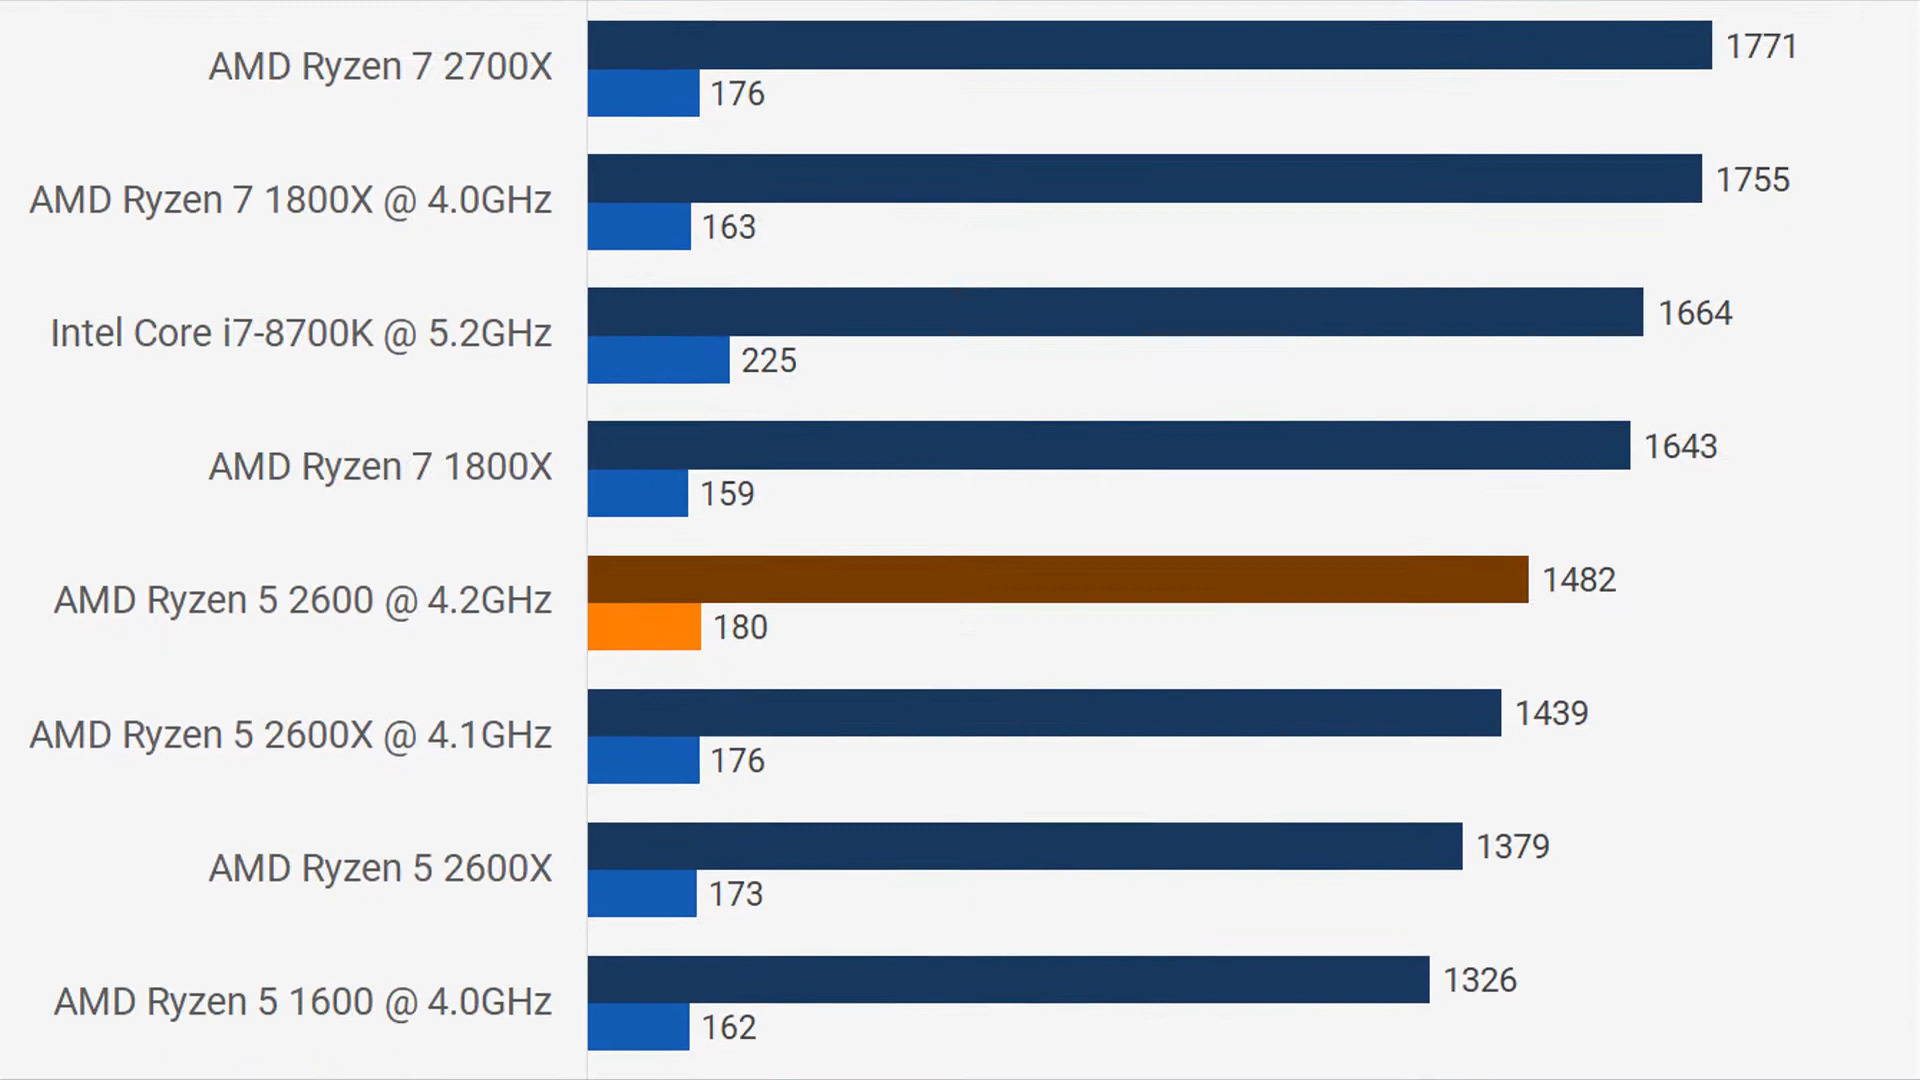 AMD Ryzen 7 2700X
1771
176
AMD Ryzen 7 1800X @ 4.0GHz
1755
163
Intel Core i7-8700K @ 5.2GHz
1664
225
AMD Ryzen 7 1800X
1643
159
AMD Ryzen 5 2600 @ 4.2GHz
1482
180
AMD Ryzen 5 2600X @ 4.1GHz
1439
176
AMD Ryzen 5 2600X
1379
173
AMD Ryzen 5 1600 @ 4.0GHz
1326
162